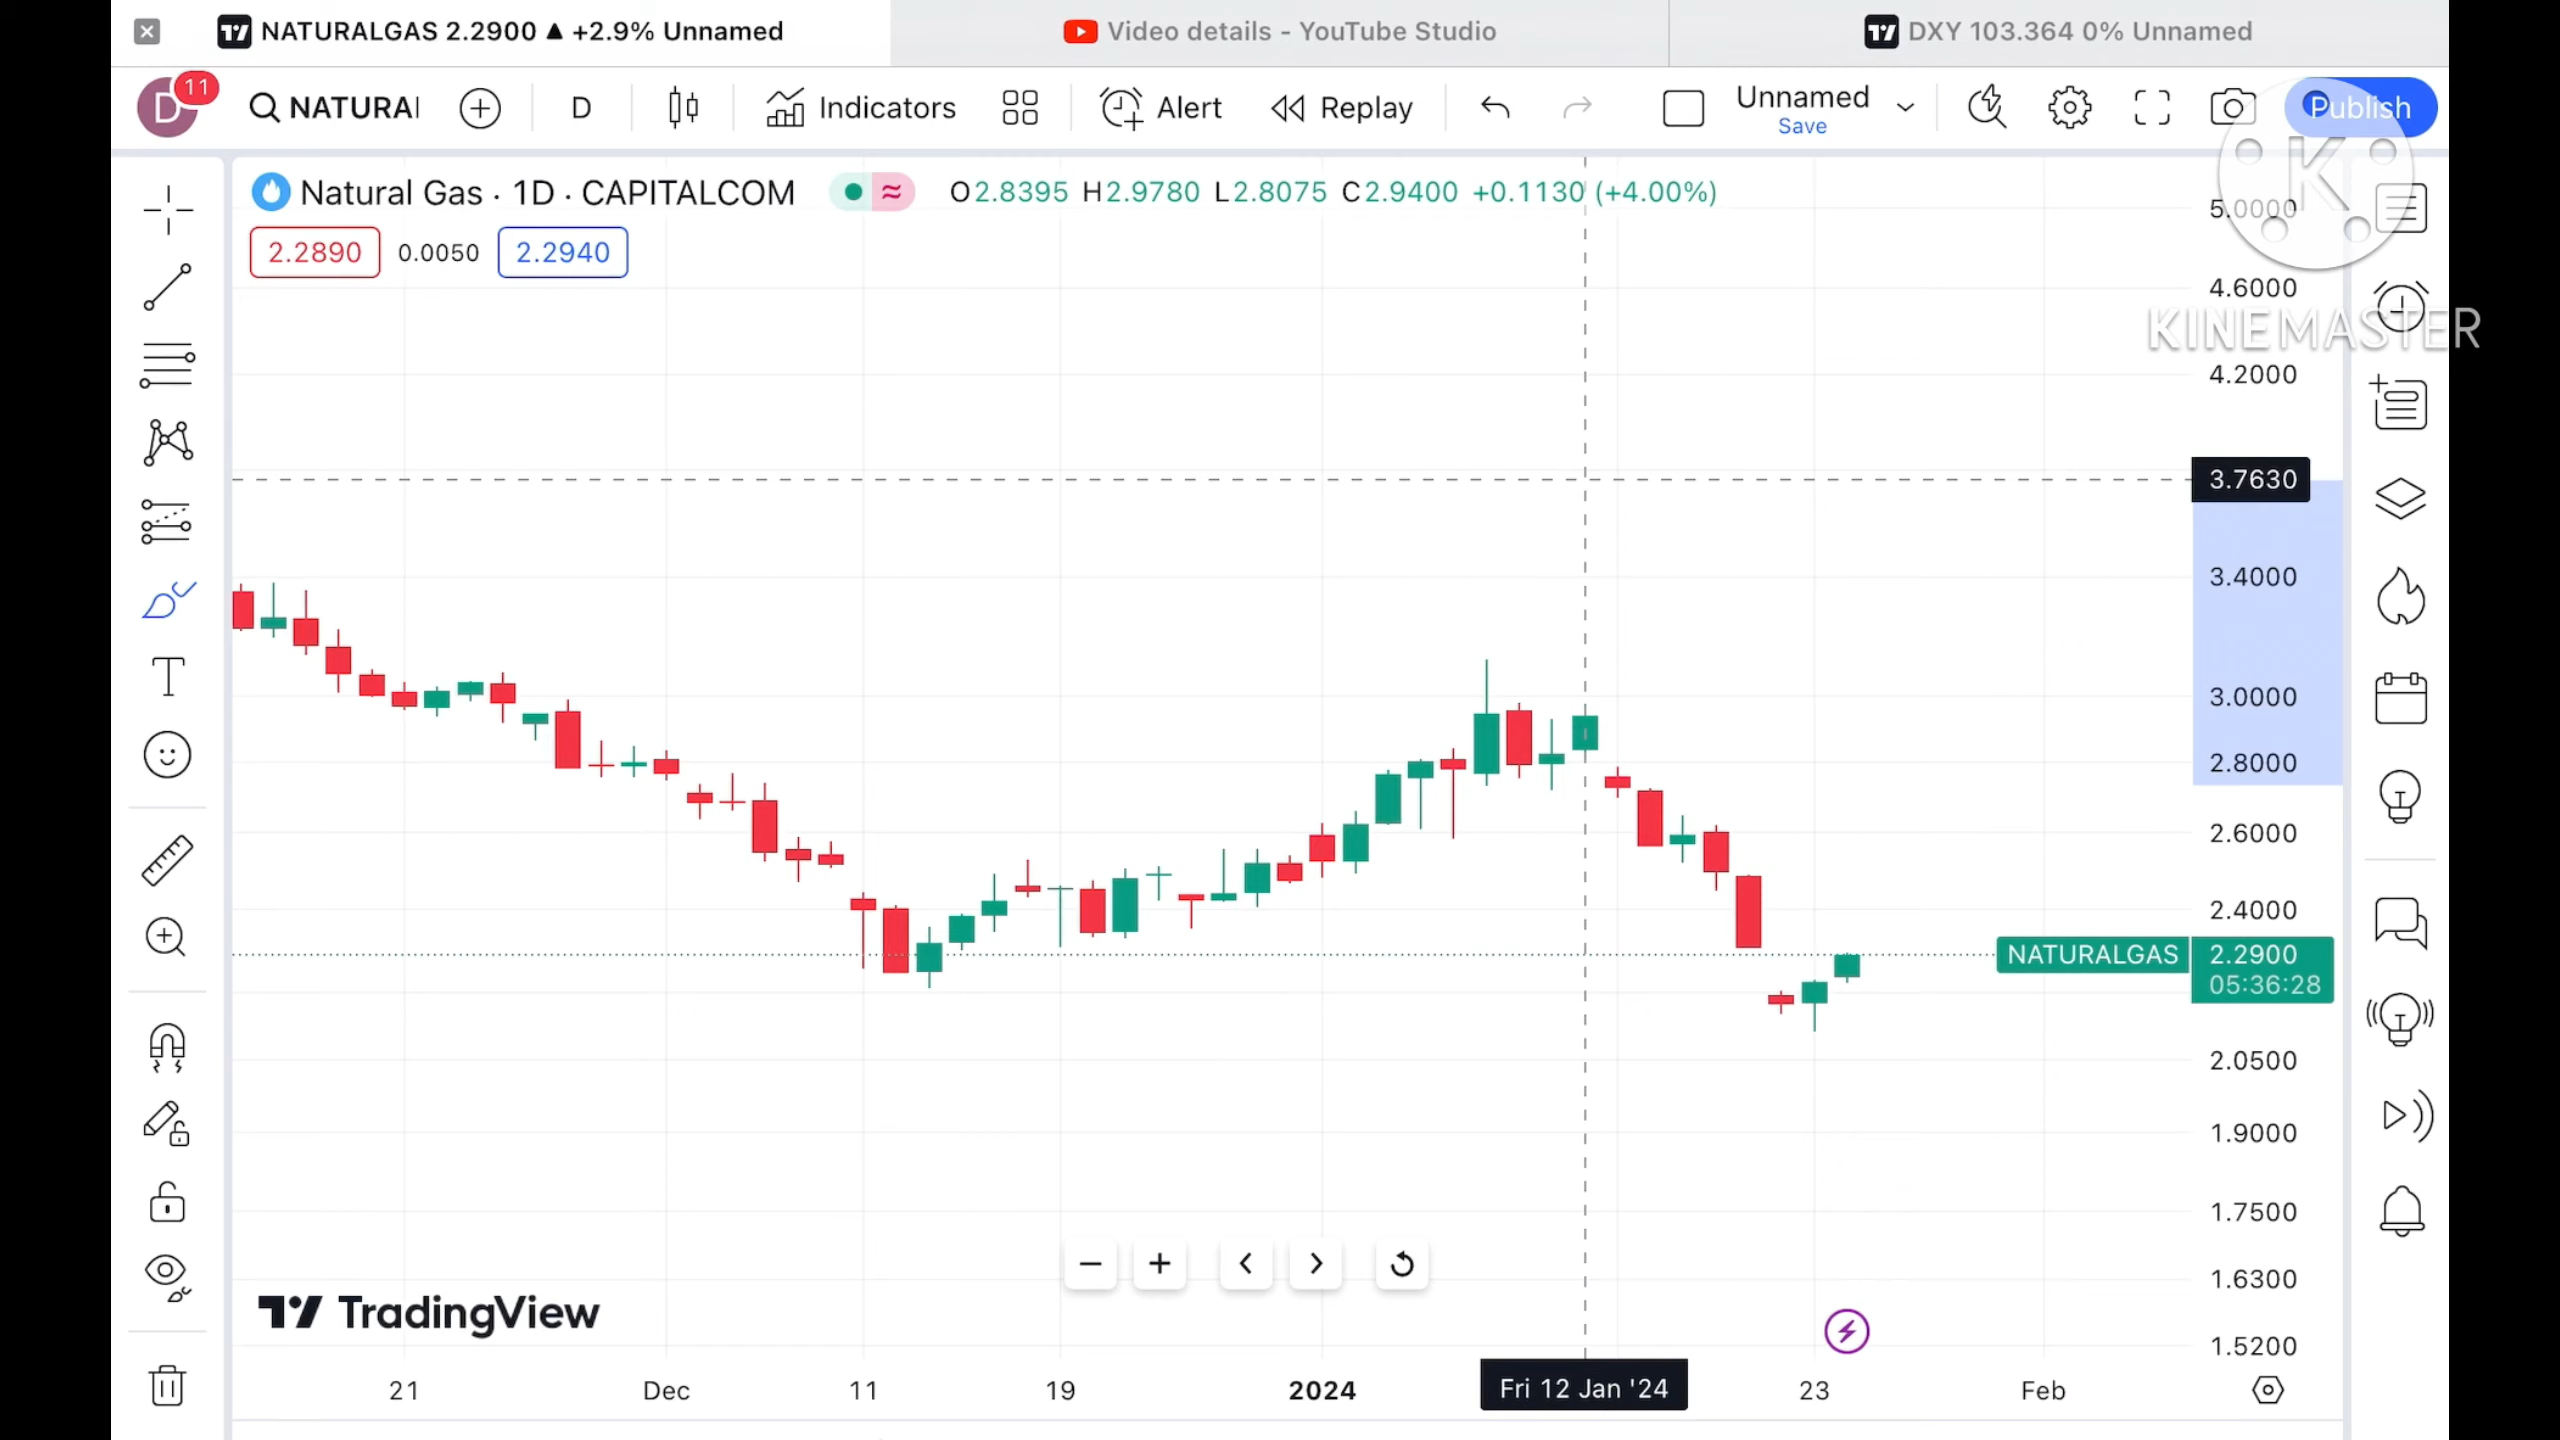 NATURALGAS 2.2900 ▲ +2.9% Unnamed
Video details - YouTube Studio
DXY 103.364 0% Unnamed
D 11
NATURAI
D
Indicators
Alert
Replay
Unnamed
Save
Publish
Natural Gas · 1D · CAPITALCOM
O2.8395 H2.9780 L2.8075 C2.9400 +0.1130 (+4.00%)
2.2890 0.0050 2.2940
K
KINEMASTER
5.0000
4.6000
4.2000
3.7630
3.4000
3.0000
2.8000
2.6000
2.4000
NATURALGAS 2.2900
05:36:28
2.0500
1.9000
1.7500
1.6300
1.5200
TradingView
21 Dec 11 19 2024 Fri 12 Jan '24 23 Feb